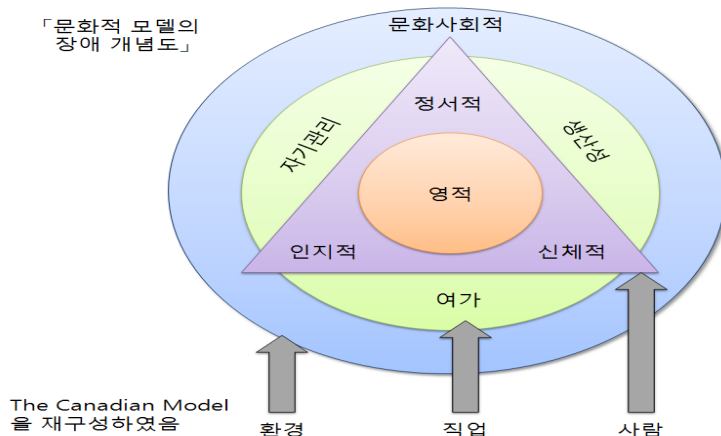 「문화적 모델의
장애 개념도」
문화사회적
정서적
자기관리
생산성
영적
인지적
신체적
여가
The Canadian Model
을 재구성하였음
환경
직업
사람